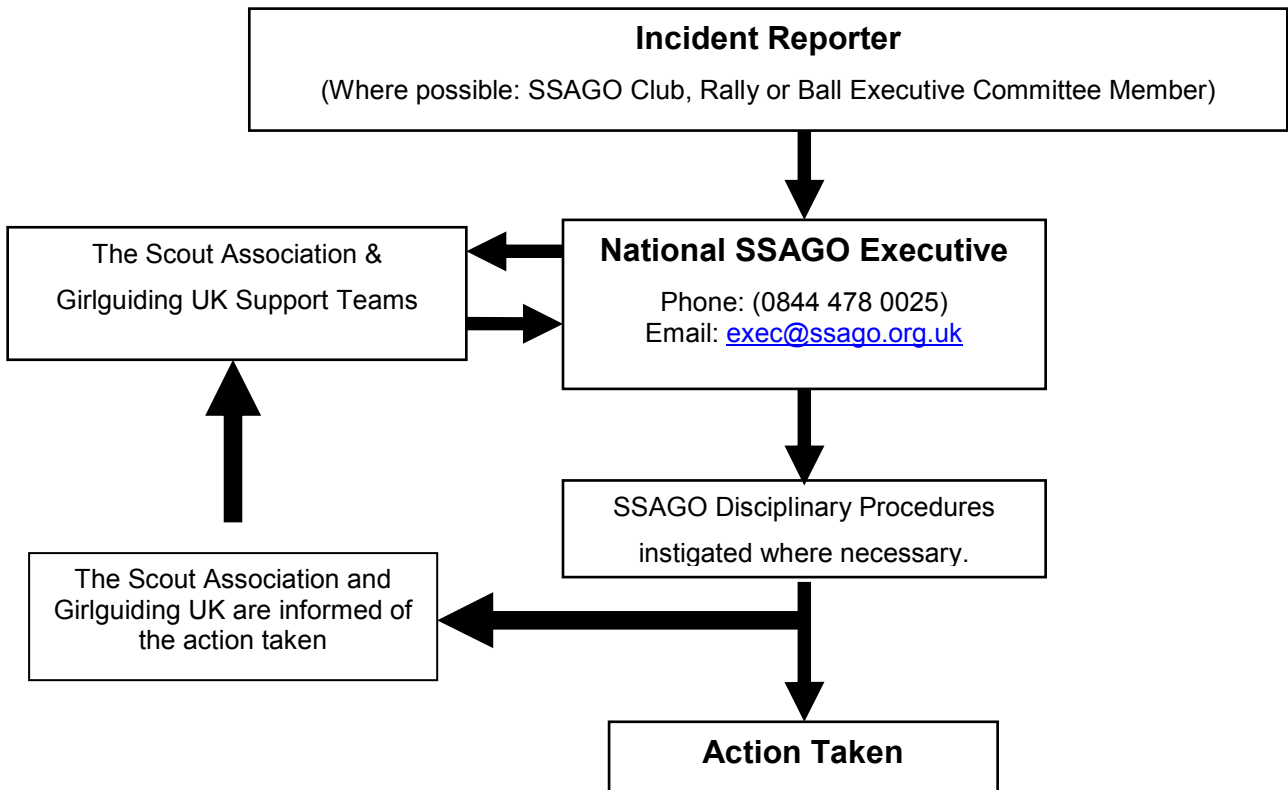 Incident Reporter
(Where possible: SSAGO Club, Rally or Ball Executive Committee Member)
The Scout Association &
Girlguiding UK Support Teams
National SSAGO Executive
Phone: (0844 478 0025)
Email: exec@ssago.org.uk
SSAGO Disciplinary Procedures
instigated where necessary.
The Scout Association and
Girlguiding UK are informed of
the action taken
Action Taken